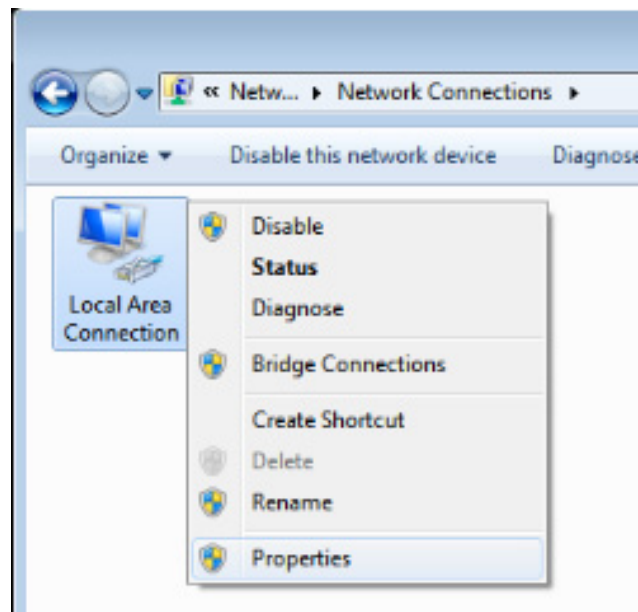 « Netw... ▸ Network Connections ▸
Organize ▾ Disable this network device Diagnose
Local Area
Connection
Disable
Status
Diagnose
Bridge Connections
Create Shortcut
Delete
Rename
Properties